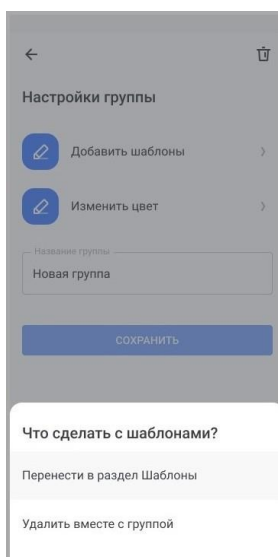 Настройки группы
Добавить шаблоны
Изменить цвет
Название группы
Новая группа
СОХРАНИТЬ
Что сделать с шаблонами?
Перенести в раздел Шаблоны
Удалить вместе с группой